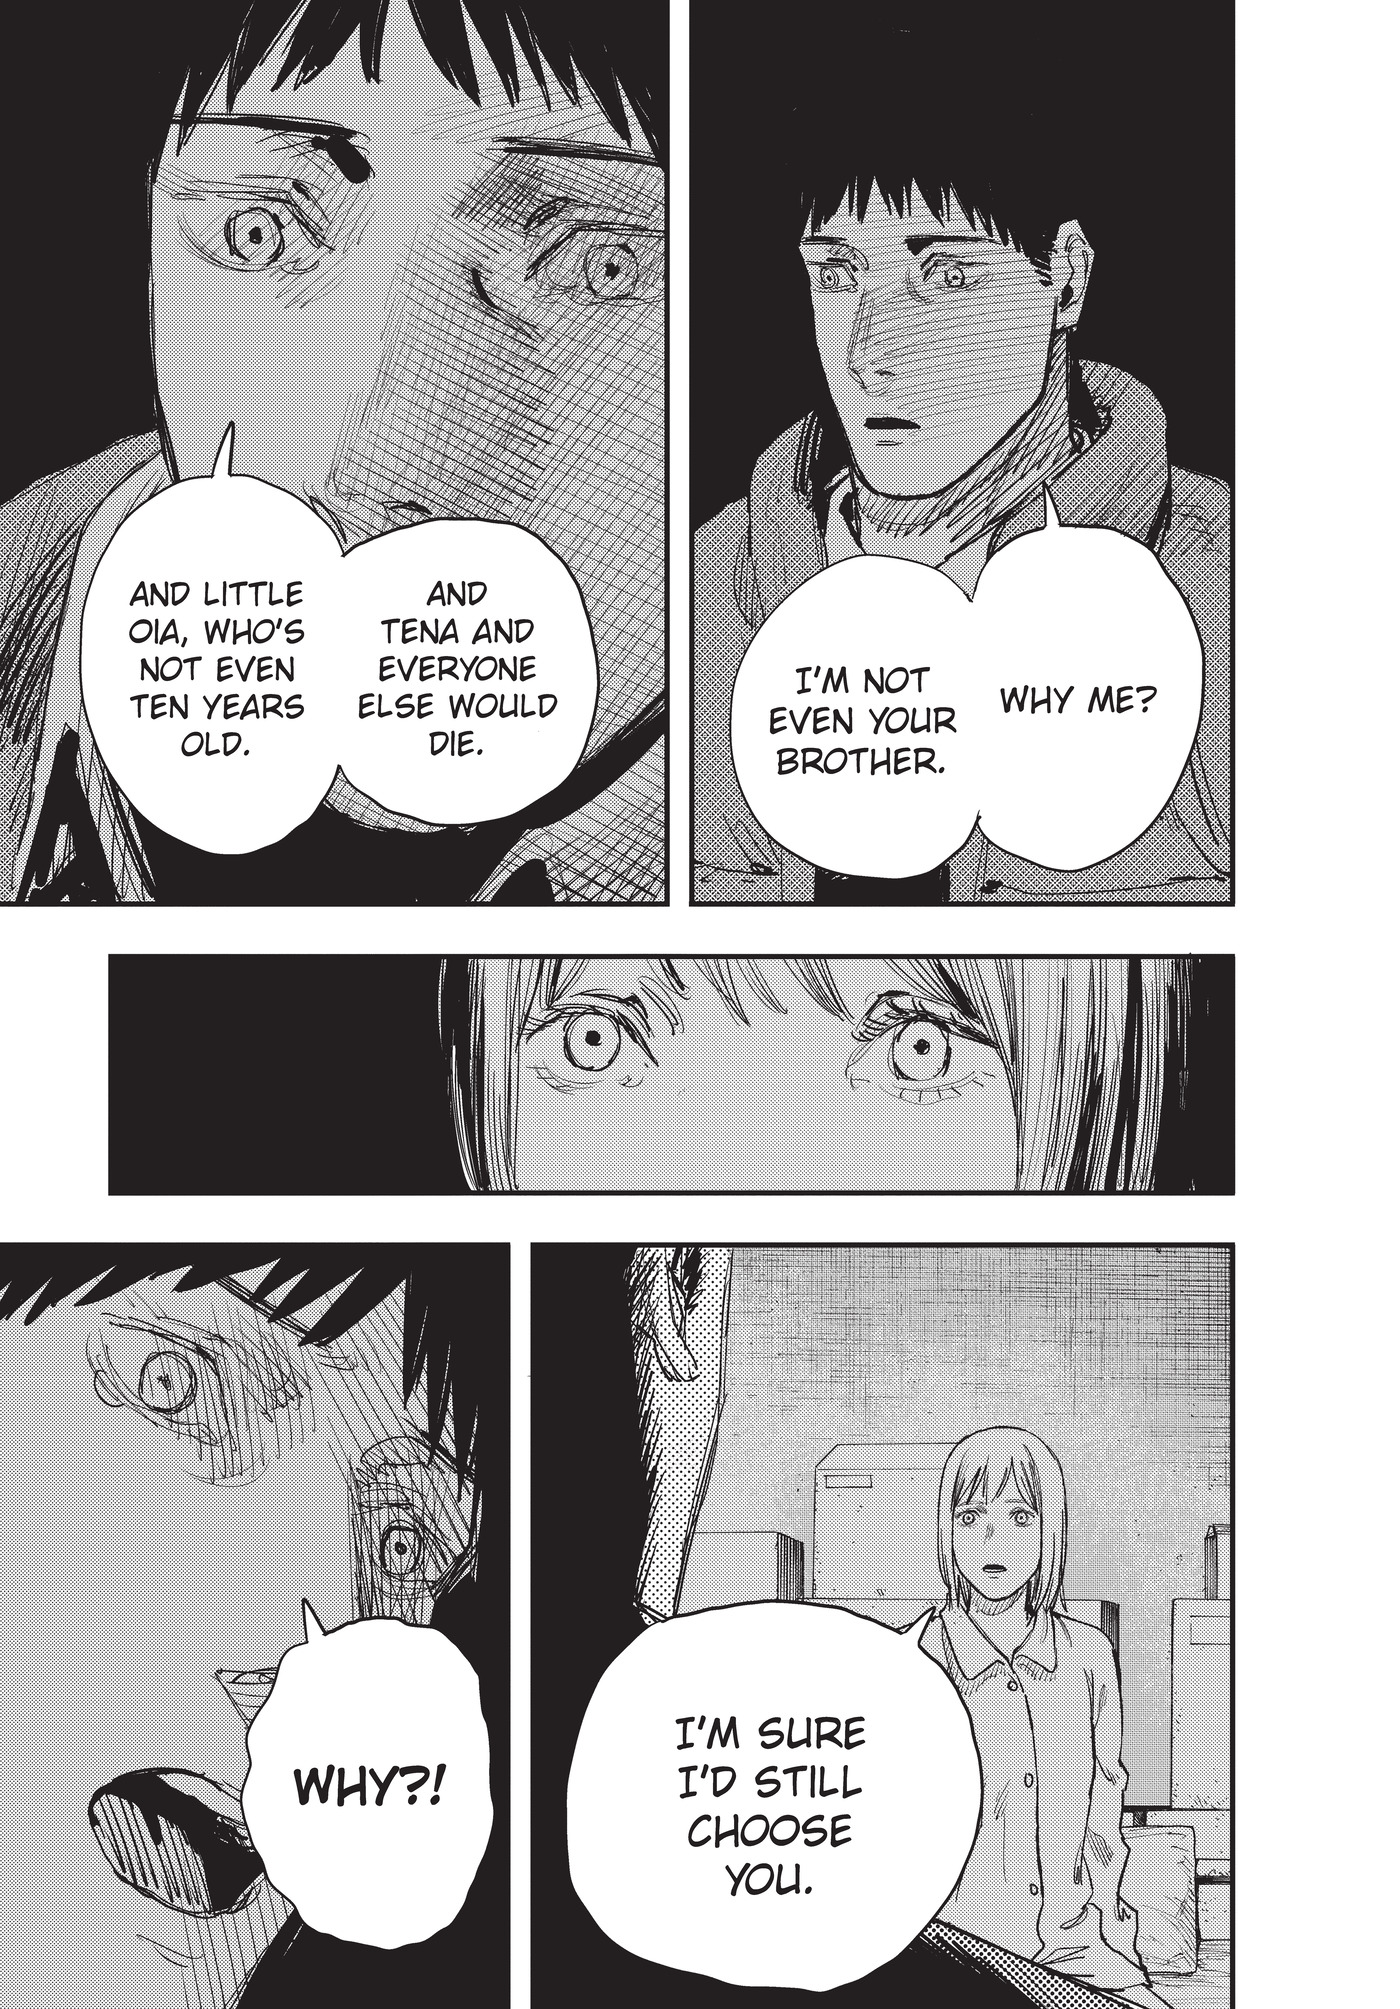 WHY ME?
I'M NOT
EVEN YOUR
BROTHER.
AND
TENA AND
EVERYONE
ELSE WOULD
DIE.
AND LITTLE
OIA, WHO'S
NOT EVEN
TEN YEARS
OLD.
I'M SURE
I'D STILL
CHOOSE
YOU.
WHY?!